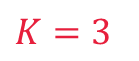 K = 3